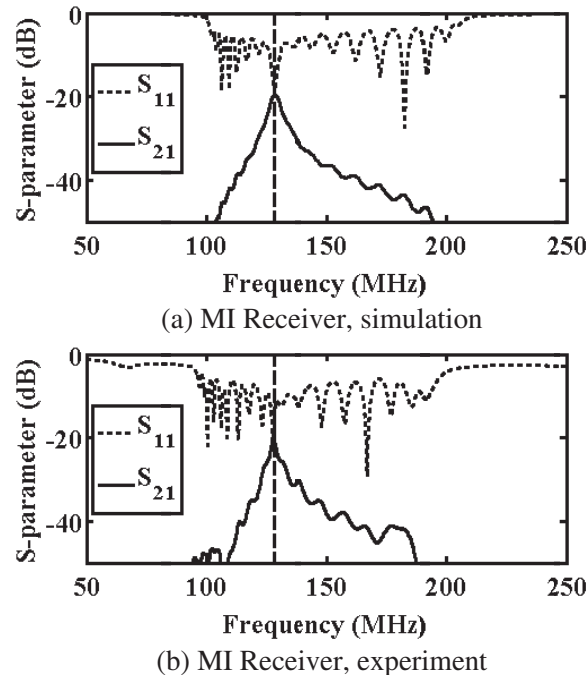 0
-20
-40
S-parameter (dB)
S11
S21
50 100 150 200 250
Frequency (MHz)
(a) MI Receiver, simulation
0
-20
-40
S-parameter (dB)
S11
S21
50 100 150 200 250
Frequency (MHz)
(b) MI Receiver, experiment